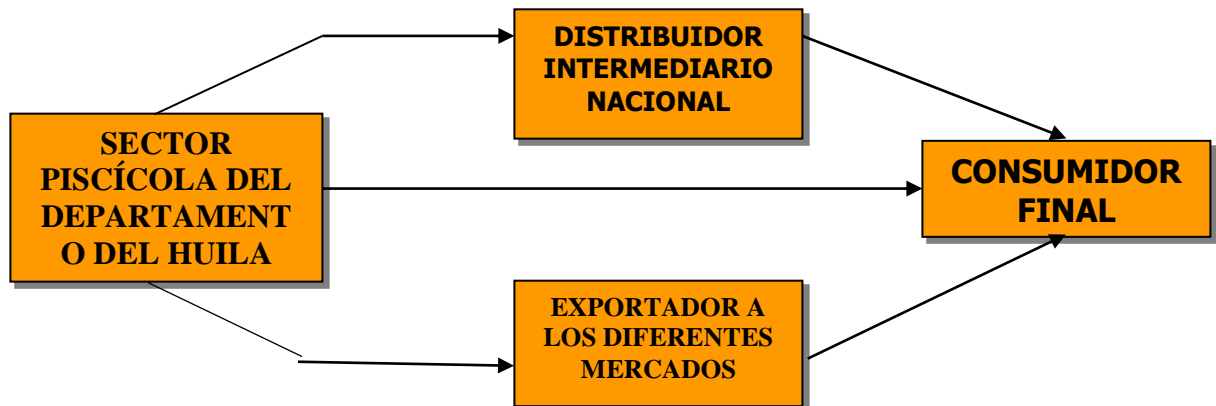 DISTRIBUIDOR
INTERMEDIARIO
NACIONAL
SECTOR
PISCÍCOLA DEL
DEPARTAMENT
O DEL HUILA
CONSUMIDOR
FINAL
EXPORTADOR A
LOS DIFERENTES
MERCADOS